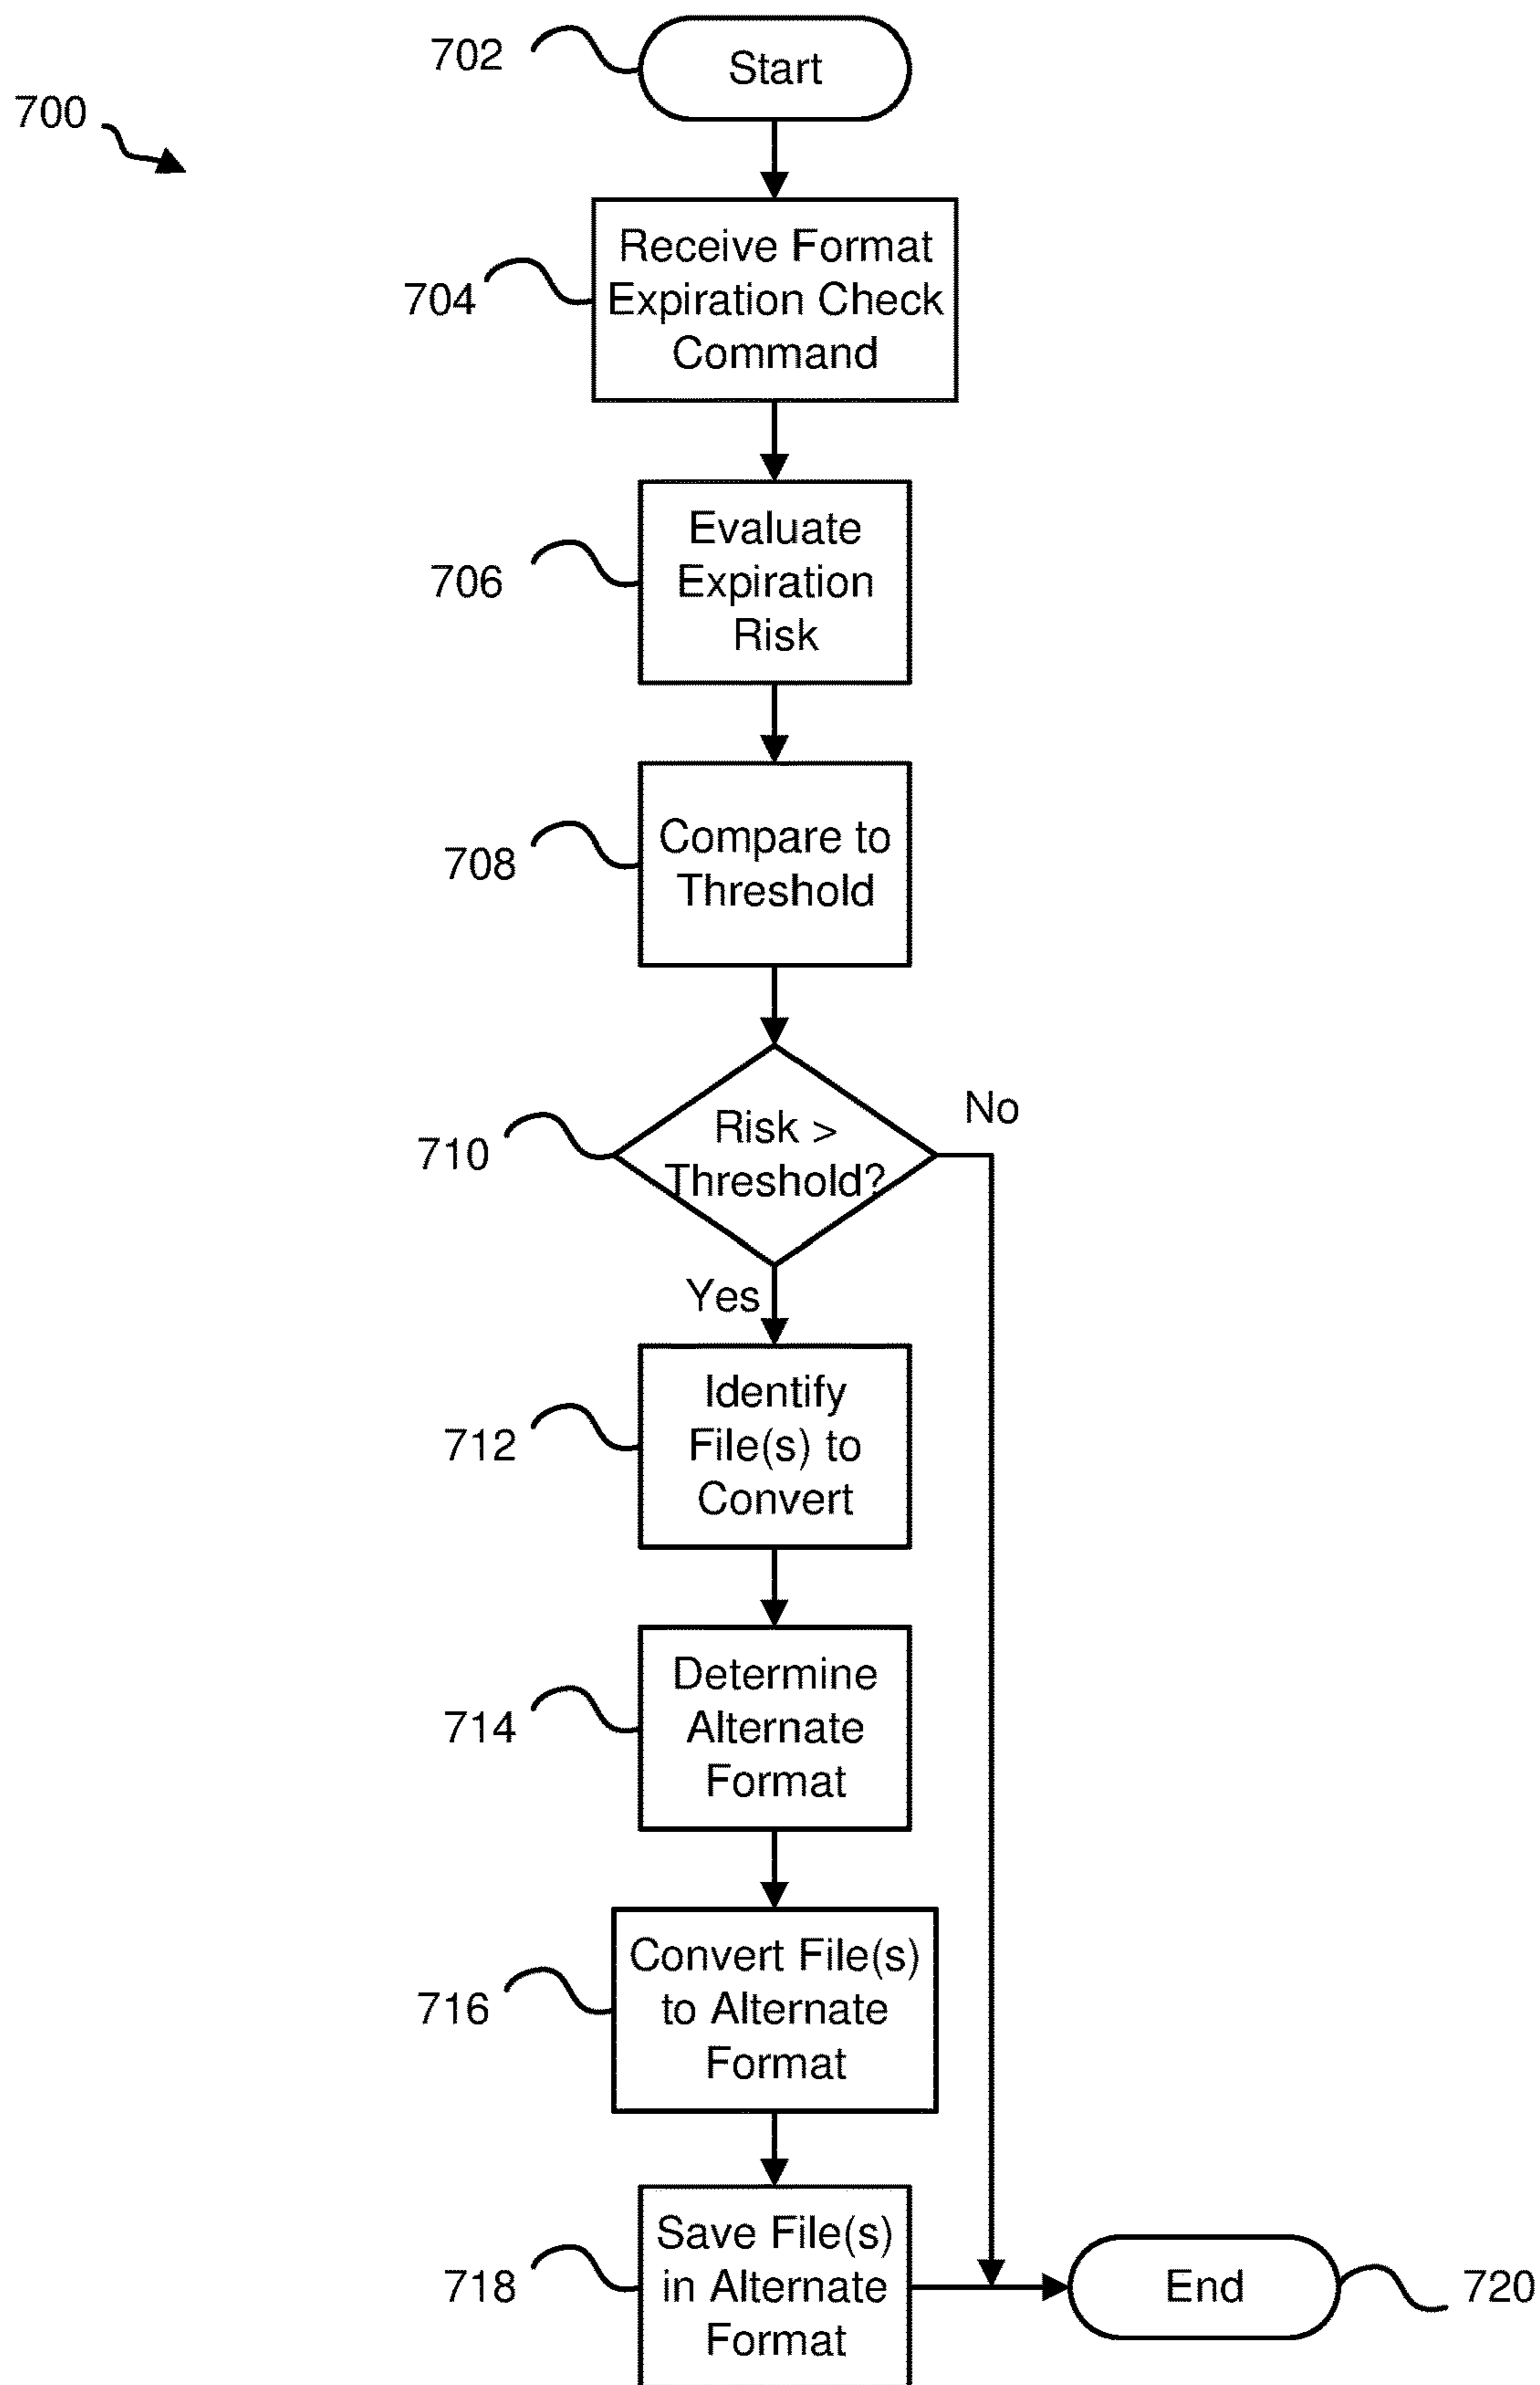 702
Start
700
Receive Format
Expiration Check
Command
704
Evaluate
Expiration
Risk
706
Compare to
Threshold
708
Risk >
Threshold?
710
No
Yes
Identify
File(s) to
Convert
712
Determine
Alternate
Format
714
Convert File(s)
to Alternate
Format
716
Save File(s)
in Alternate
Format
718
End
720